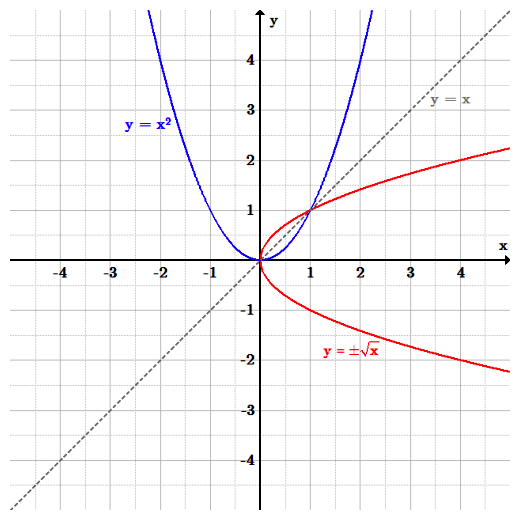 y
4
y = x
3
y = x²
2
1
x
-4 -3 -2 -1 1 2 3 4
-1
y = ±√x
-2
-3
-4